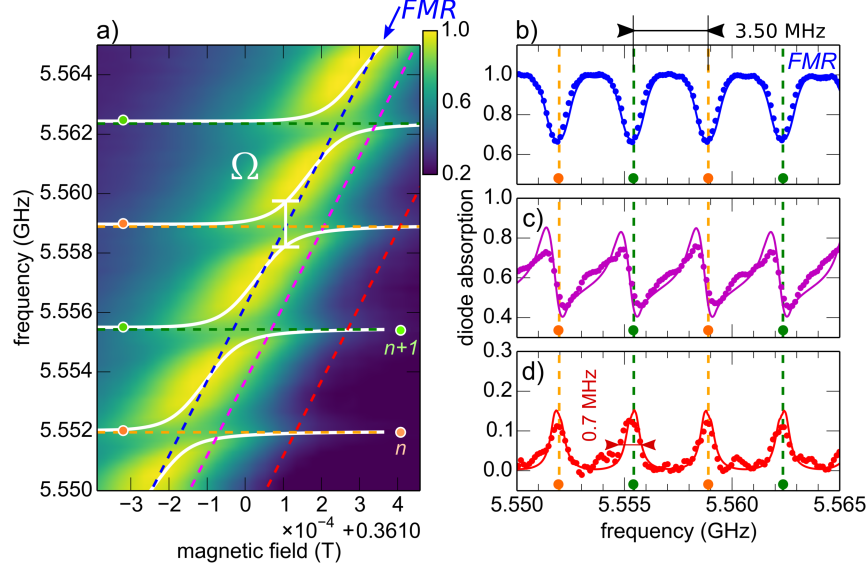 a)
FMR
1.0
0.6
0.2
5.564
5.562
5.560
5.558
5.556
5.554
5.552
5.550
frequency (GHz)
Ω
n+1
n
−3 −2 −1 0 1 2 3 4
×10⁻⁴ +0.3610
magnetic field (T)
b)
3.50 MHz
FMR
1.0
0.8
0.6
c)
1.0
0.8
0.6
0.4
diode absorption
d)
0.3
0.2
0.1
0.0
0.7 MHz
5.550 5.555 5.560 5.565
frequency (GHz)